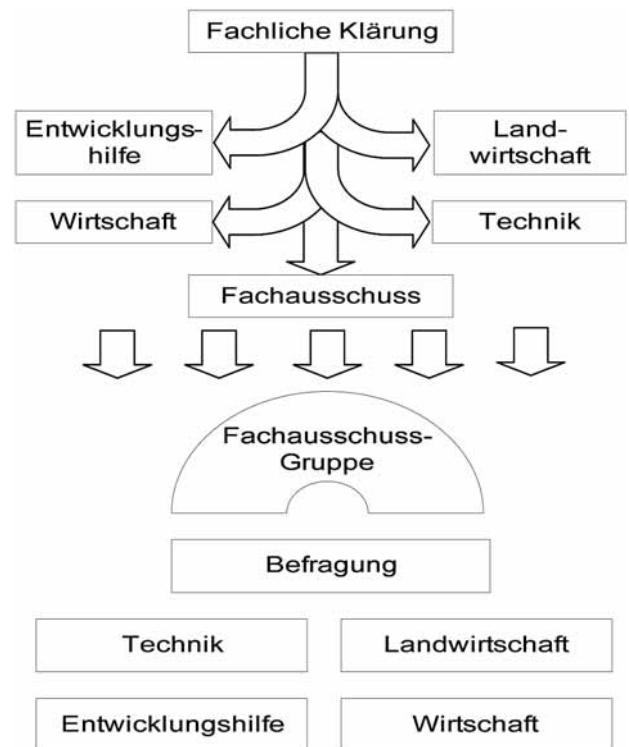 Fachliche Klärung
Entwicklungs-
hilfe
Land-
wirtschaft
Wirtschaft
Technik
Fachausschuss
Fachausschuss-
Gruppe
Befragung
Technik
Landwirtschaft
Entwicklungshilfe
Wirtschaft